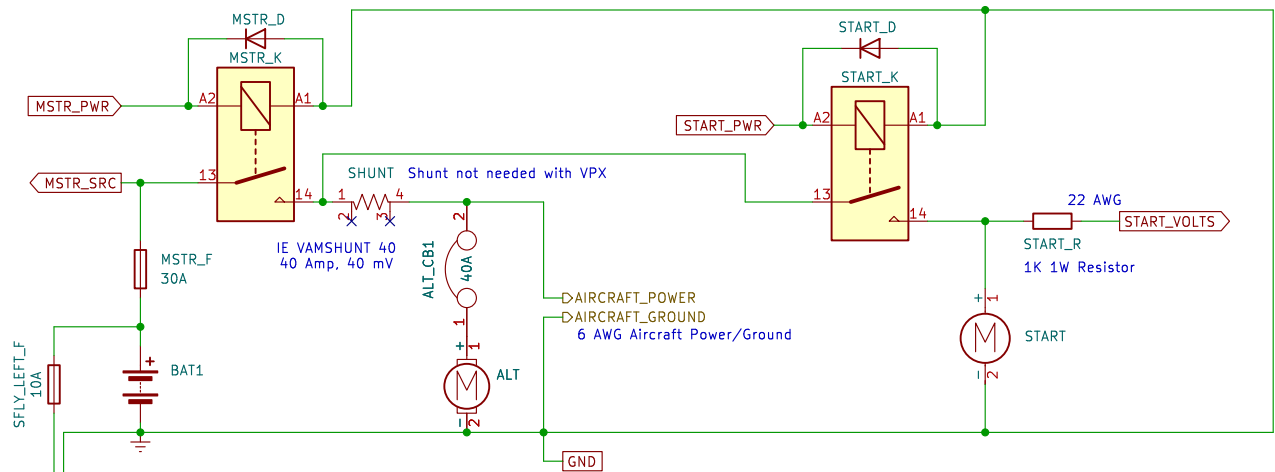 MSTR_D
MSTR_K
MSTR_PWR
A2
A1
MSTR_SRC
13
14
START_D
START_K
START_PWR
A2
A1
13
14
SHUNT
Shunt not needed with VPX
1
4
2
3
IE VAMSHUNT 40
40 Amp, 40 mV
22 AWG
START_VOLTS
START_R
1K 1W Resistor
MSTR_F
30A
2
ALT_CB1
40A
1
AIRCRAFT_POWER
AIRCRAFT_GROUND
6 AWG Aircraft Power/Ground
SFLY_LEFT_F
10A
+
BAT1
+
1
M
ALT
-
2
+
1
M
START
-
2
GND